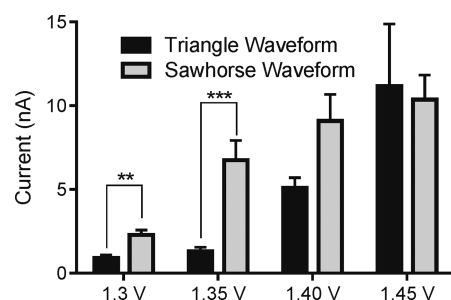 15
10
5
0
Current (nA)
Triangle Waveform
Sawhorse Waveform
**
***
1.3 V 1.35 V 1.40 V 1.45 V